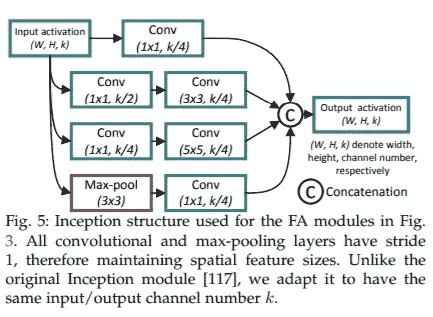 Input activation
(W, H, k)
Conv
(1x1, k/4)
Conv
(1x1, k/2)
Conv
(3x3, k/4)
Conv
(1x1, k/4)
Conv
(5x5, k/4)
Max-pool
(3x3)
Conv
(1x1, k/4)
C
Output activation
(W, H, k)
(W, H, k) denote width,
height, channel number,
respectively
C Concatenation
Fig. 5: Inception structure used for the FA modules in Fig.
3. All convolutional and max-pooling layers have stride
1, therefore maintaining spatial feature sizes. Unlike the
original Inception module [117], we adapt it to have the
same input/output channel number k.